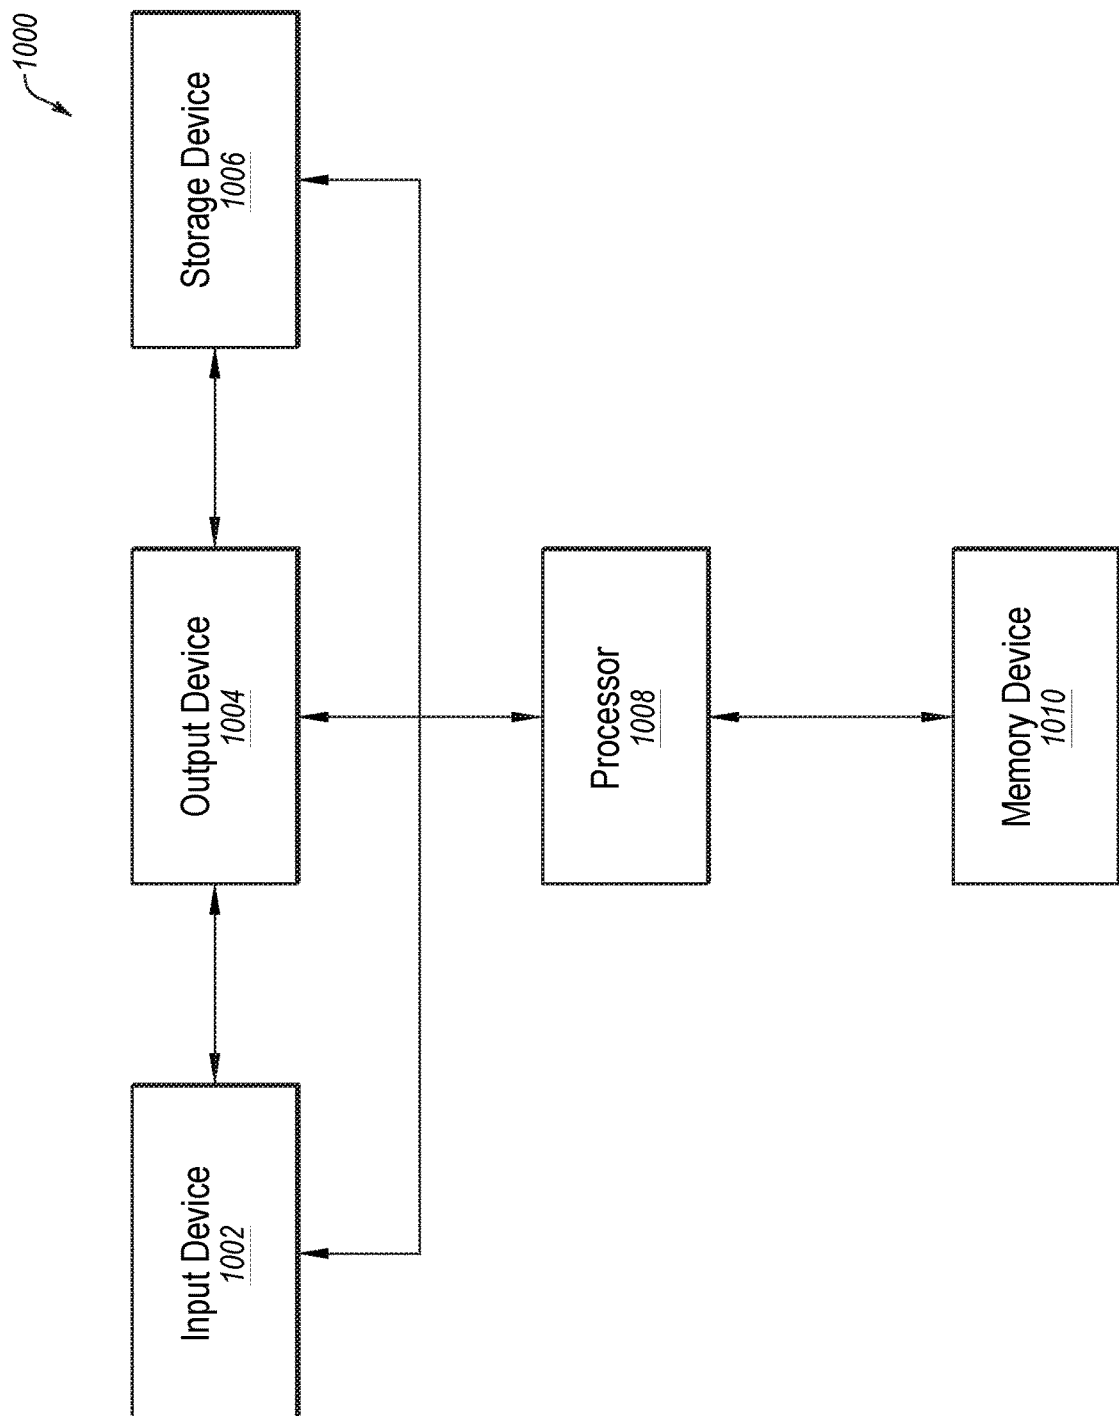 1000
Input Device
1002
Output Device
1004
Storage Device
1006
Processor
1008
Memory Device
1010